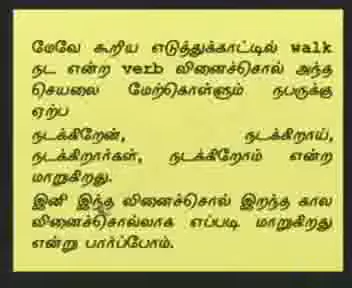 மேவே கூறிய எடுத்துக்காட்டில் walk
நட என்ற verb வினைச்சொல் அந்த
செயலை மேற்கொள்ளும் நபருக்கு
ஏற்ப
நடக்கிறேன், நடக்கிறாய்,
நடக்கிறார்கள், நடக்கிறோம் என்ற
மாறுகிறது.
இனி இந்த வினைச்சொல் இறந்த கால
வினைச்சொல்வாக எப்படி மாறுகிறது
என்று பார்ப்போம்.